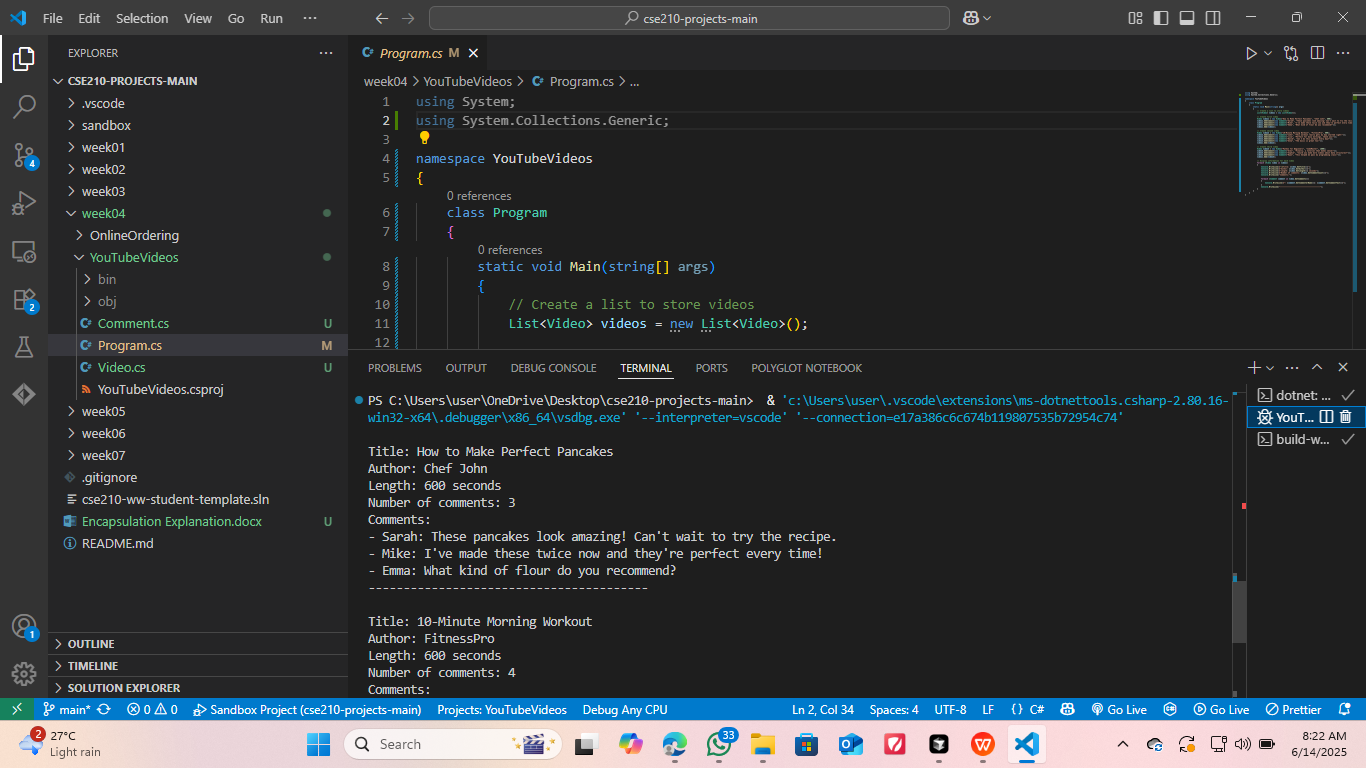 File Edit Selection View Go Run ···
cse210-projects-main
EXPLORER
CSE210-PROJECTS-MAIN
.vscode
sandbox
week01
week02
week03
week04
OnlineOrdering
YouTubeVideos
bin
obj
Comment.cs U
Program.cs M
Video.cs U
YouTubeVideos.csproj
week05
week06
week07
.gitignore
cse210-ww-student-template.sln
Encapsulation Explanation.docx U
README.md
OUTLINE
TIMELINE
SOLUTION EXPLORER
4
2
1
Program.cs M
week04 > YouTubeVideos > Program.cs > ...
1 using System;
2 using System.Collections.Generic;
3
4 namespace YouTubeVideos
5 {
0 references
6 class Program
7 {
0 references
8 static void Main(string[] args)
9 {
10 // Create a list to store videos
11 List<Video> videos = new List<Video>();
12
PROBLEMS OUTPUT DEBUG CONSOLE TERMINAL PORTS POLYGLOT NOTEBOOK
PS C:\Users\user\OneDrive\Desktop\cse210-projects-main> & 'c:\Users\user\.vscode\extensions\ms-dotnettools.csharp-2.80.16-
win32-x64\.debugger\x86_64\vsdbg.exe' '--interpreter=vscode' '--connection=e17a386c6c674b119807535b72954c74'
Title: How to Make Perfect Pancakes
Author: Chef John
Length: 600 seconds
Number of comments: 3
Comments:
- Sarah: These pancakes look amazing! Can't wait to try the recipe.
- Mike: I've made these twice now and they're perfect every time!
- Emma: What kind of flour do you recommend?
----------------------------------------
Title: 10-Minute Morning Workout
Author: FitnessPro
Length: 600 seconds
Number of comments: 4
Comments:
dotnet: ...
YouT...
build-w...
main* 0 0 Sandbox Project (cse210-projects-main) Projects: YouTubeVideos Debug Any CPU Ln 2, Col 34 Spaces: 4 UTF-8 LF {} C# Go Live Go Live Prettier
2
27°C
Light rain
Search
33
8:22 AM
6/14/2025